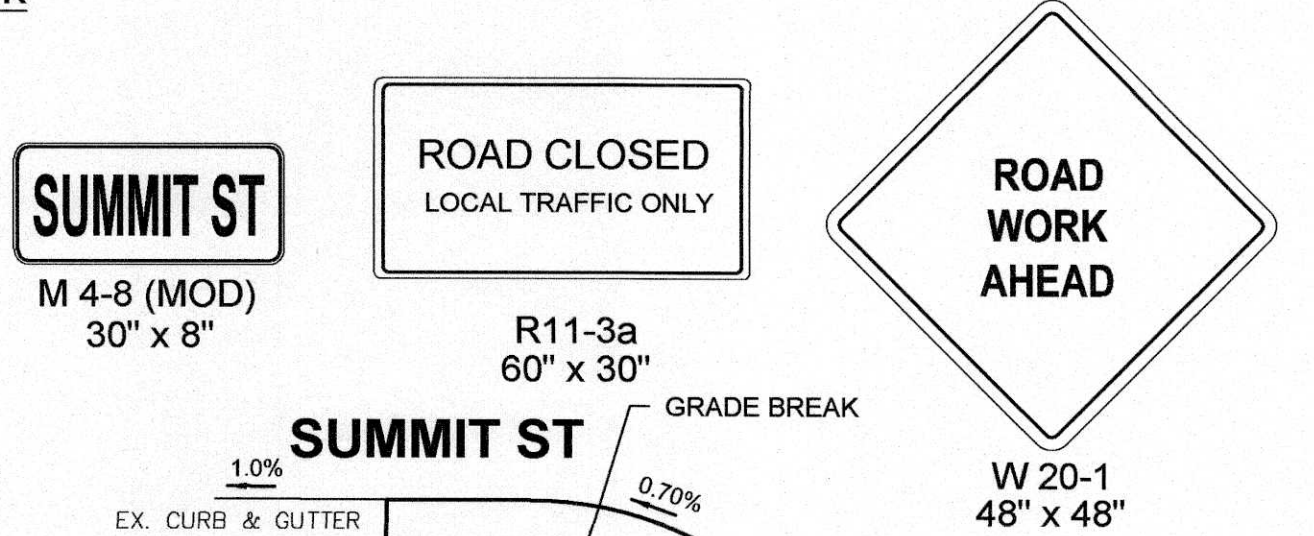 SUMMIT ST
M 4-8 (MOD)
30" x 8"
ROAD CLOSED
LOCAL TRAFFIC ONLY
R11-3a
60" x 30"
ROAD
WORK
AHEAD
W 20-1
48" x 48"
SUMMIT ST
GRADE BREAK
1.0%
0.70%
EX. CURB & GUTTER